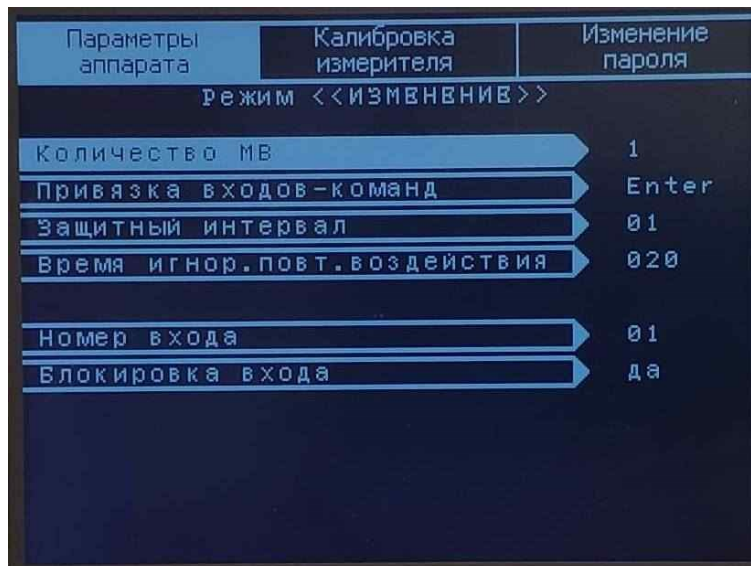 Параметры аппарата
Калибровка измерителя
Изменение пароля
Режим <<ИЗМЕНЕНИЕ>>
Количество МВ 1
Привязка входов-команд Enter
Защитный интервал 01
Время игнор.повт.воздействия 020
Номер входа 01
Блокировка входа да